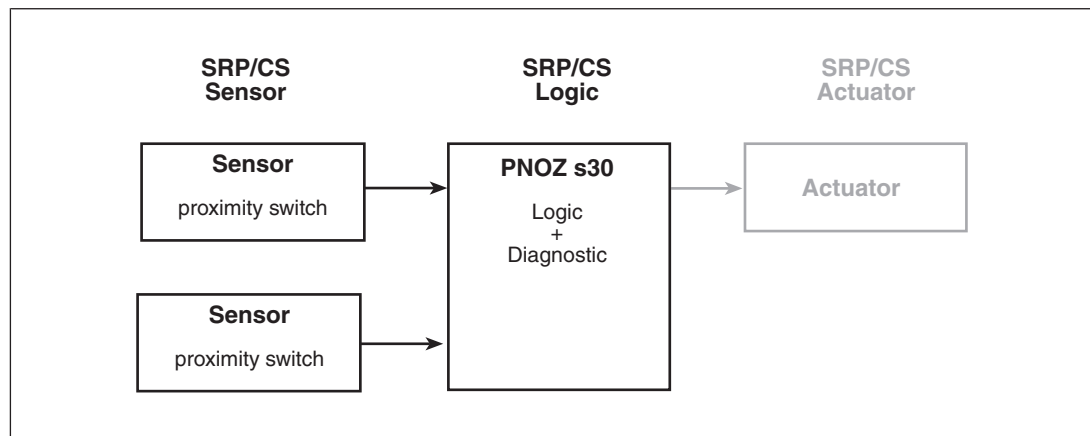 SRP/CS
Sensor
SRP/CS
Logic
SRP/CS
Actuator
Sensor
proximity switch
PNOZ s30
Logic
+
Diagnostic
Actuator
Sensor
proximity switch